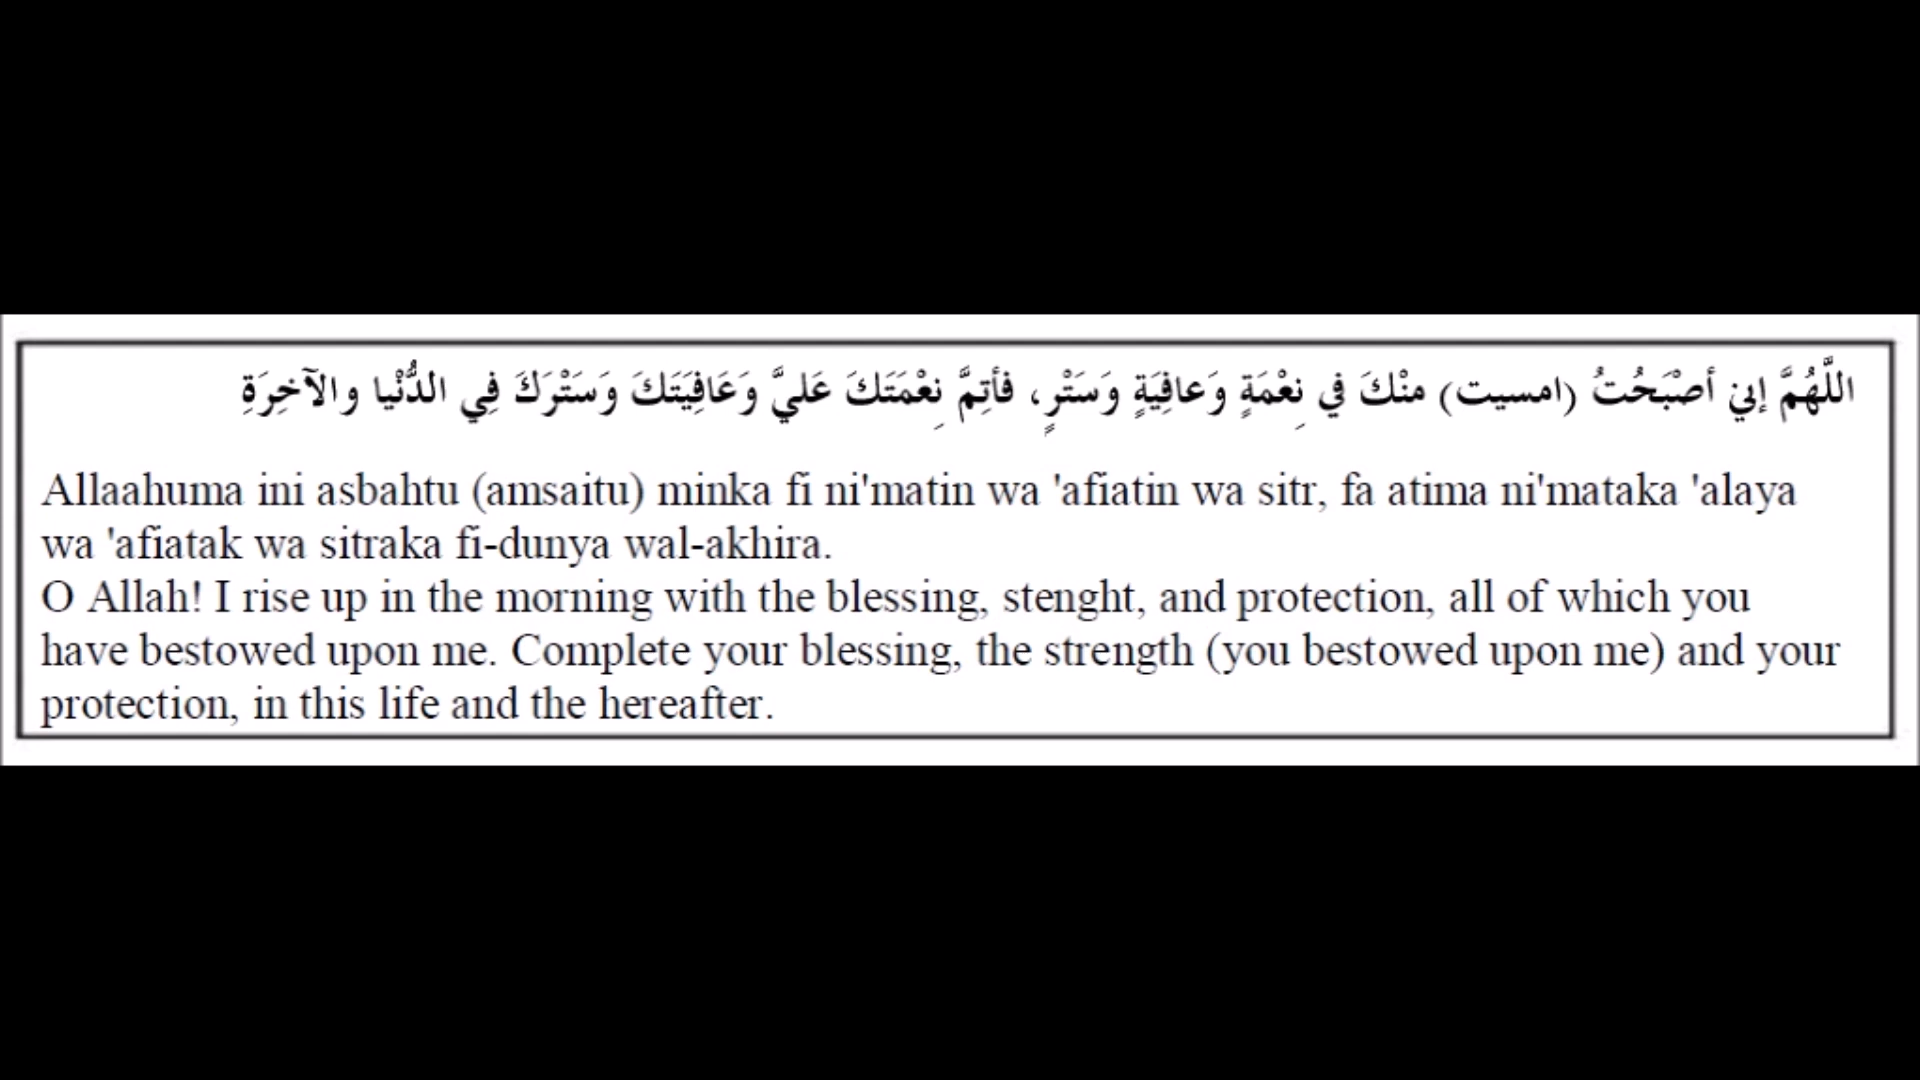 اللَّهُمَّ إني أصْبَحُتُ (امسيت) منْكَ في نِعْمَةٍ وَعافِيَةٍ وَسَتْرٍ، فأتِمَّ نِعْمَتَكَ عَليَّ وَعَافِيَتَكَ وَسَتْرَكَ فِي الدُّنْيا والآخِرَةِ
Allaahuma ini asbahtu (amsaitu) minka fi ni'matin wa 'afiatin wa sitr, fa atima ni'mataka 'alaya
wa 'afiatak wa sitraka fi-dunya wal-akhira.
O Allah! I rise up in the morning with the blessing, stenght, and protection, all of which you
have bestowed upon me. Complete your blessing, the strength (you bestowed upon me) and your
protection, in this life and the hereafter.